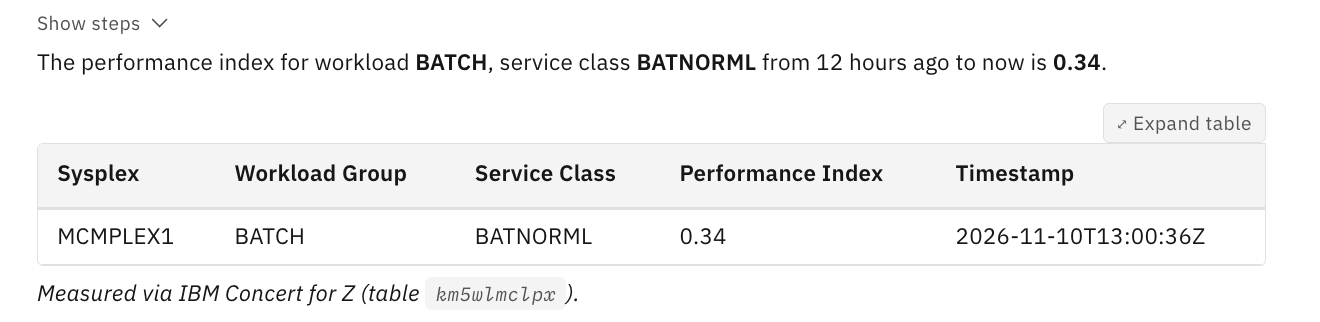 Show steps
The performance index for workload BATCH, service class BATNORML from 12 hours ago to now is 0.34.
Expand table
Sysplex Workload Group Service Class Performance Index Timestamp
MCMPLEX1 BATCH BATNORML 0.34 2026-11-10T13:00:36Z
Measured via IBM Concert for Z (table km5wlmclpx).